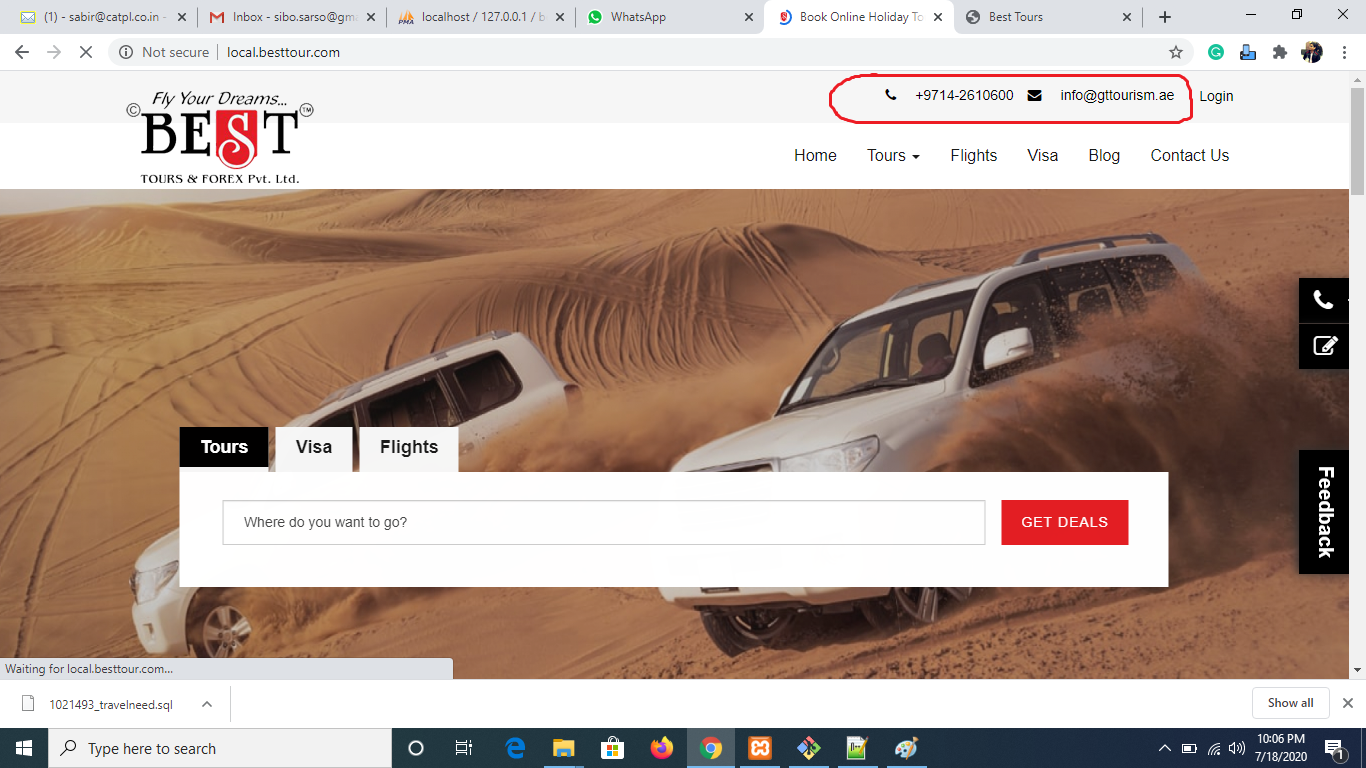 (1) - sabir@catpl.co.in -
Inbox - sibo.sarso@gma
localhost / 127.0.0.1 / b
WhatsApp
Book Online Holiday To
Best Tours
Not secure
local.besttour.com
Fly Your Dreams...
© BEST ™
TOURS & FOREX Pvt. Ltd.
+9714-2610600
info@gttourism.ae
Login
Home
Tours
Flights
Visa
Blog
Contact Us
Tours
Visa
Flights
Where do you want to go?
GET DEALS
Feedback
Waiting for local.besttour.com...
1021493_travelneed.sql
Show all
Type here to search
10:06 PM
7/18/2020
1